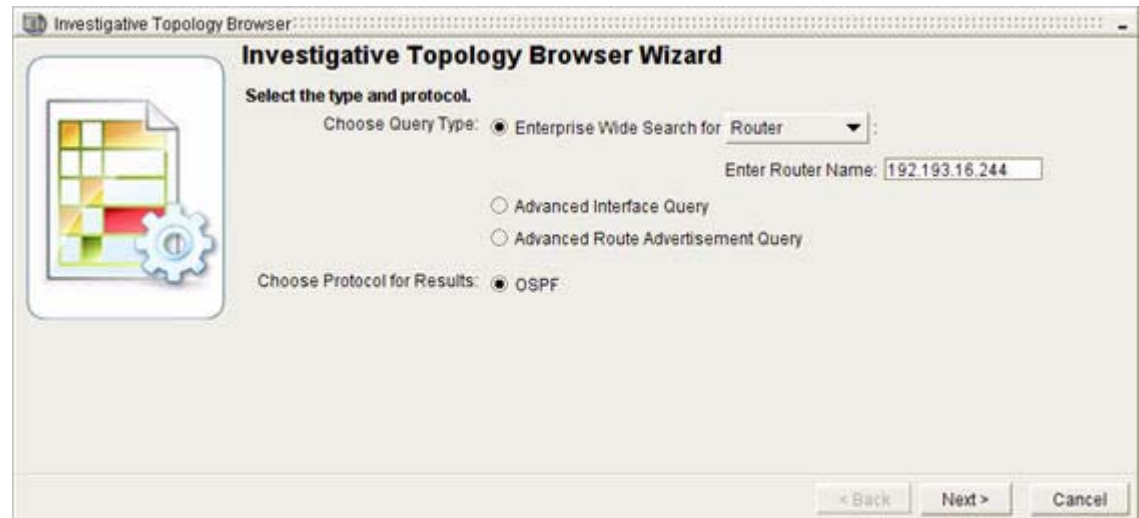 Investigative Topology Browser
Investigative Topology Browser Wizard
Select the type and protocol.
Choose Query Type: Enterprise Wide Search for Router :
Enter Router Name: 192.193.16.244
Advanced Interface Query
Advanced Route Advertisement Query
Choose Protocol for Results: OSPF
< Back Next > Cancel